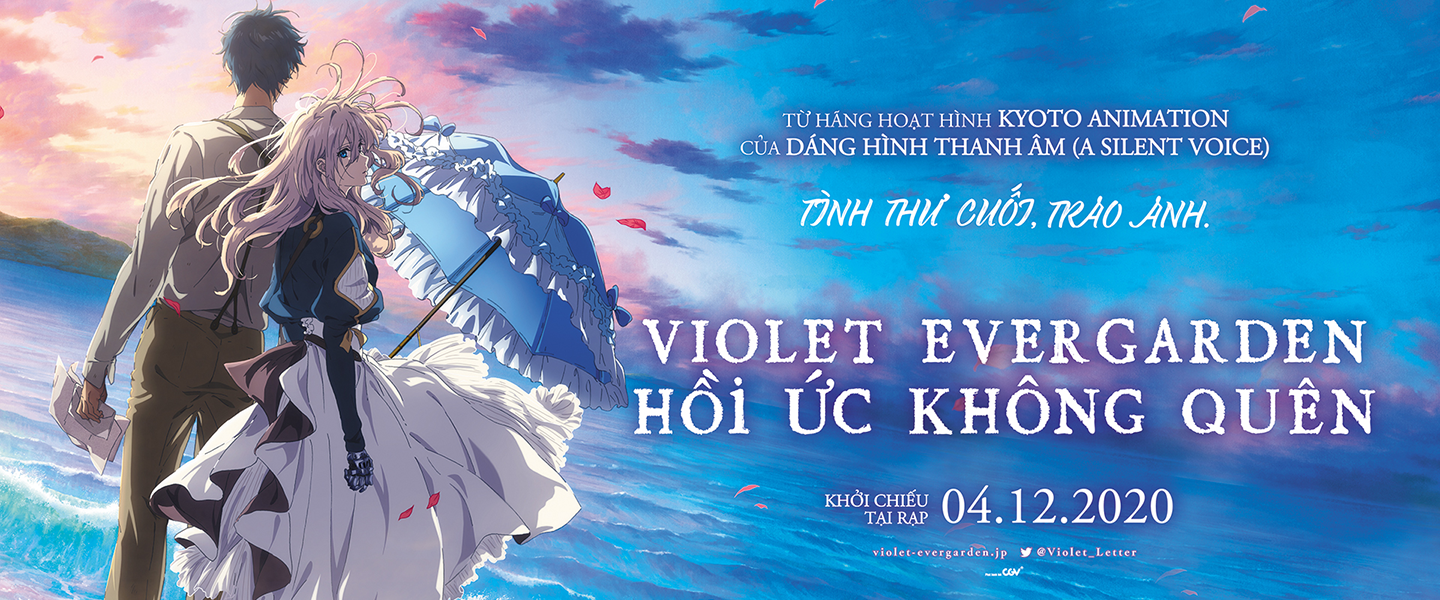 TỪ HÃNG HOẠT HÌNH KYOTO ANIMATION
CỦA DÁNG HÌNH THANH ÂM (A SILENT VOICE)
TÌNH THƯ CUỐI, TRAO ANH.
VIOLET EVERGARDEN
HỒI ỨC KHÔNG QUÊN
KHỞI CHIẾU
TẠI RẠP
04.12.2020
violet-evergarden.jp @Violet_Letter
CGV